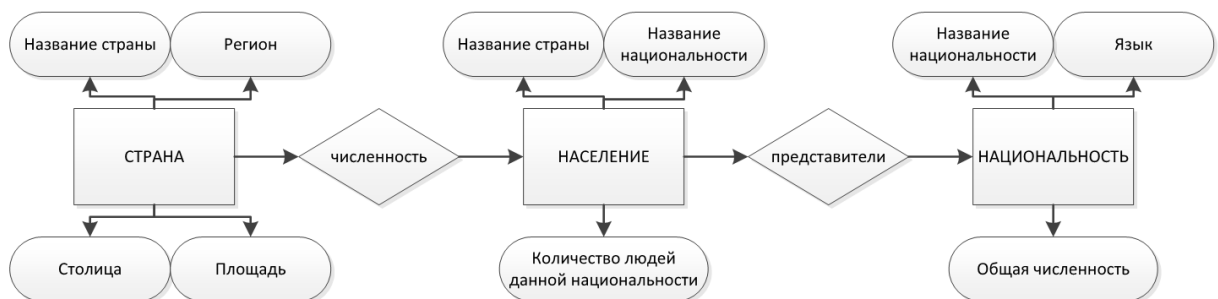 Название страны
Регион
Название страны
Название
национальности
Название
национальности
Язык
СТРАНА
численность
НАСЕЛЕНИЕ
представители
НАЦИОНАЛЬНОСТЬ
Столица
Площадь
Количество людей
данной национальности
Общая численность